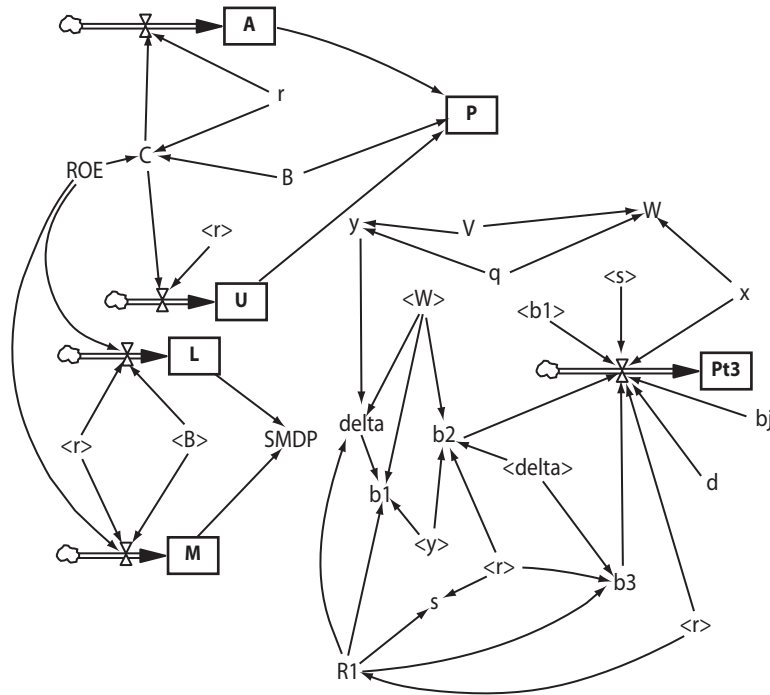 A
r
P
ROE
C
B
<r>
U
y
V
W
q
<W>
<s>
x
<b1>
L
Pt3
delta
b2
bj
<r>
<B>
SMDP
<delta>
d
b1
<y>
M
<r>
b3
s
<r>
R1